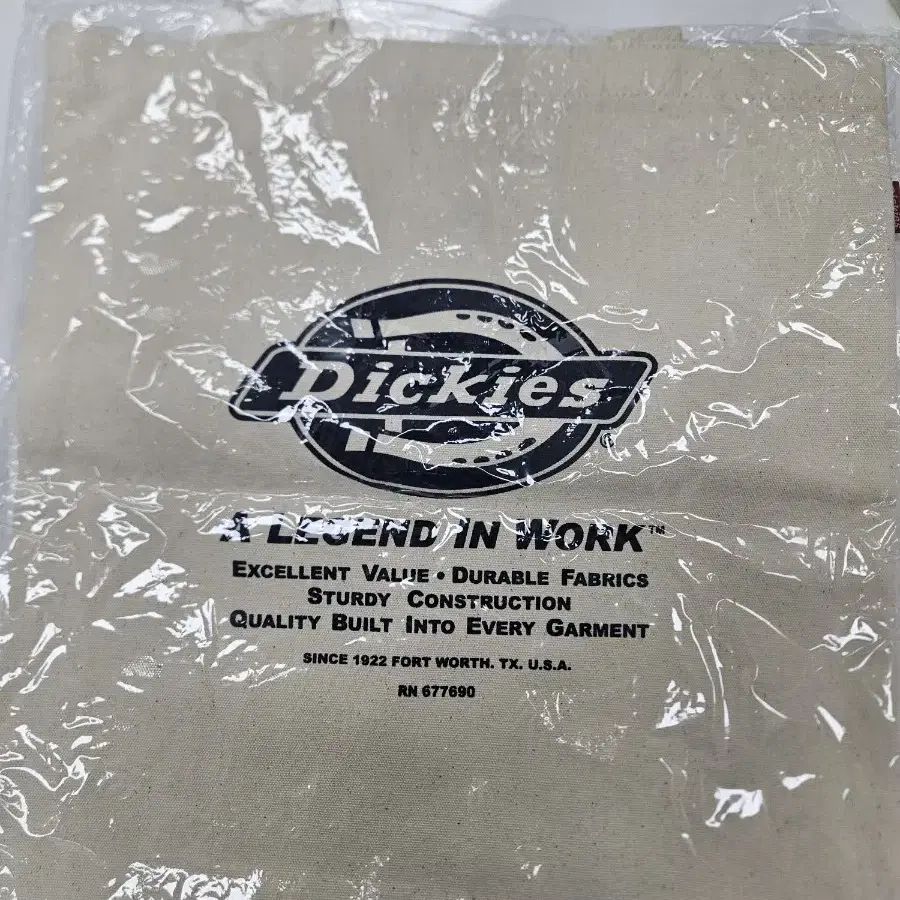 Dickies
®
A LEGEND IN WORK™
EXCELLENT VALUE • DURABLE FABRICS
STURDY CONSTRUCTION
QUALITY BUILT INTO EVERY GARMENT
SINCE 1922 FORT WORTH. TX. U.S.A.
RN 677690